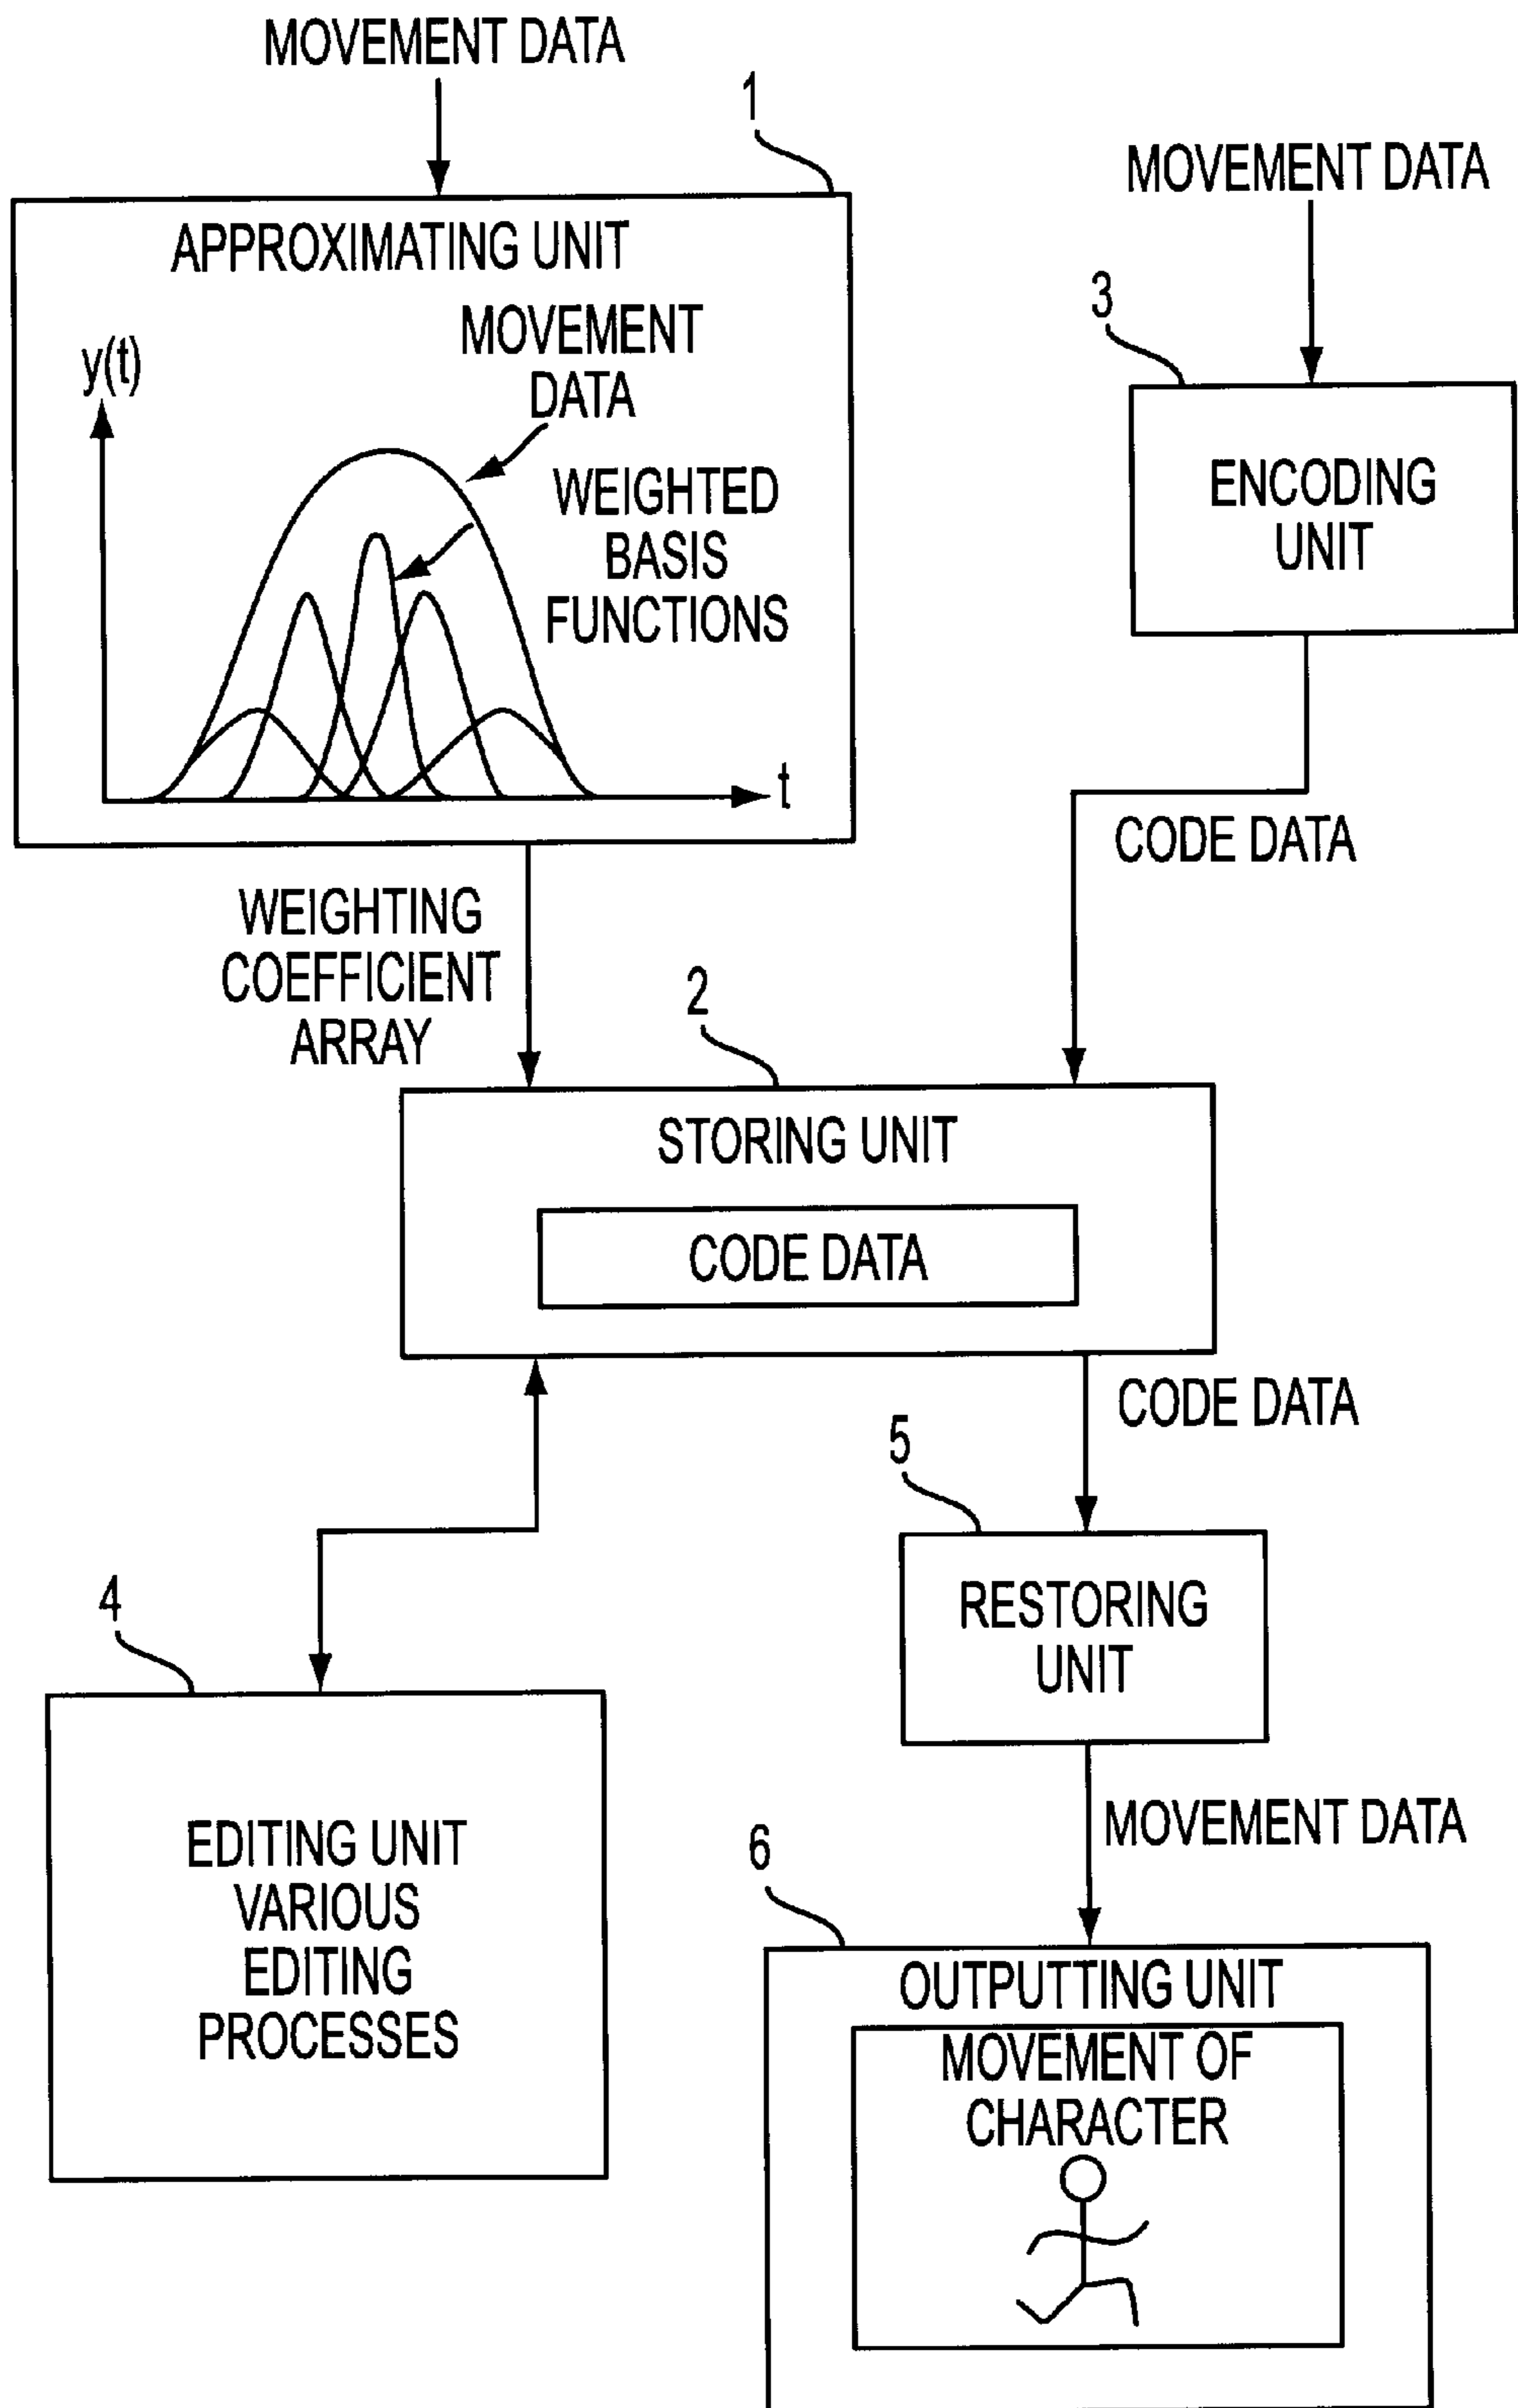 MOVEMENT DATA
1
APPROXIMATING UNIT
MOVEMENT
DATA
y(t)
WEIGHTED
BASIS
FUNCTIONS
t
MOVEMENT DATA
3
ENCODING
UNIT
CODE DATA
WEIGHTING
COEFFICIENT
ARRAY
2
STORING UNIT
CODE DATA
CODE DATA
5
RESTORING
UNIT
4
EDITING UNIT
VARIOUS
EDITING
PROCESSES
MOVEMENT DATA
6
OUTPUTTING UNIT
MOVEMENT OF
CHARACTER